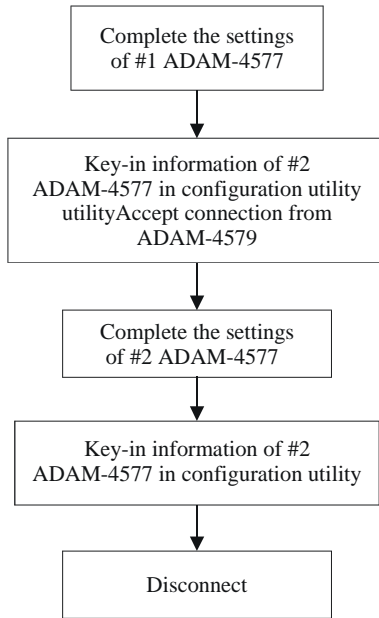 Complete the settings
of #1 ADAM-4577
Key-in information of #2
ADAM-4577 in configuration utility
utilityAccept connection from
ADAM-4579
Complete the settings
of #2 ADAM-4577
Key-in information of #2
ADAM-4577 in configuration utility
Disconnect